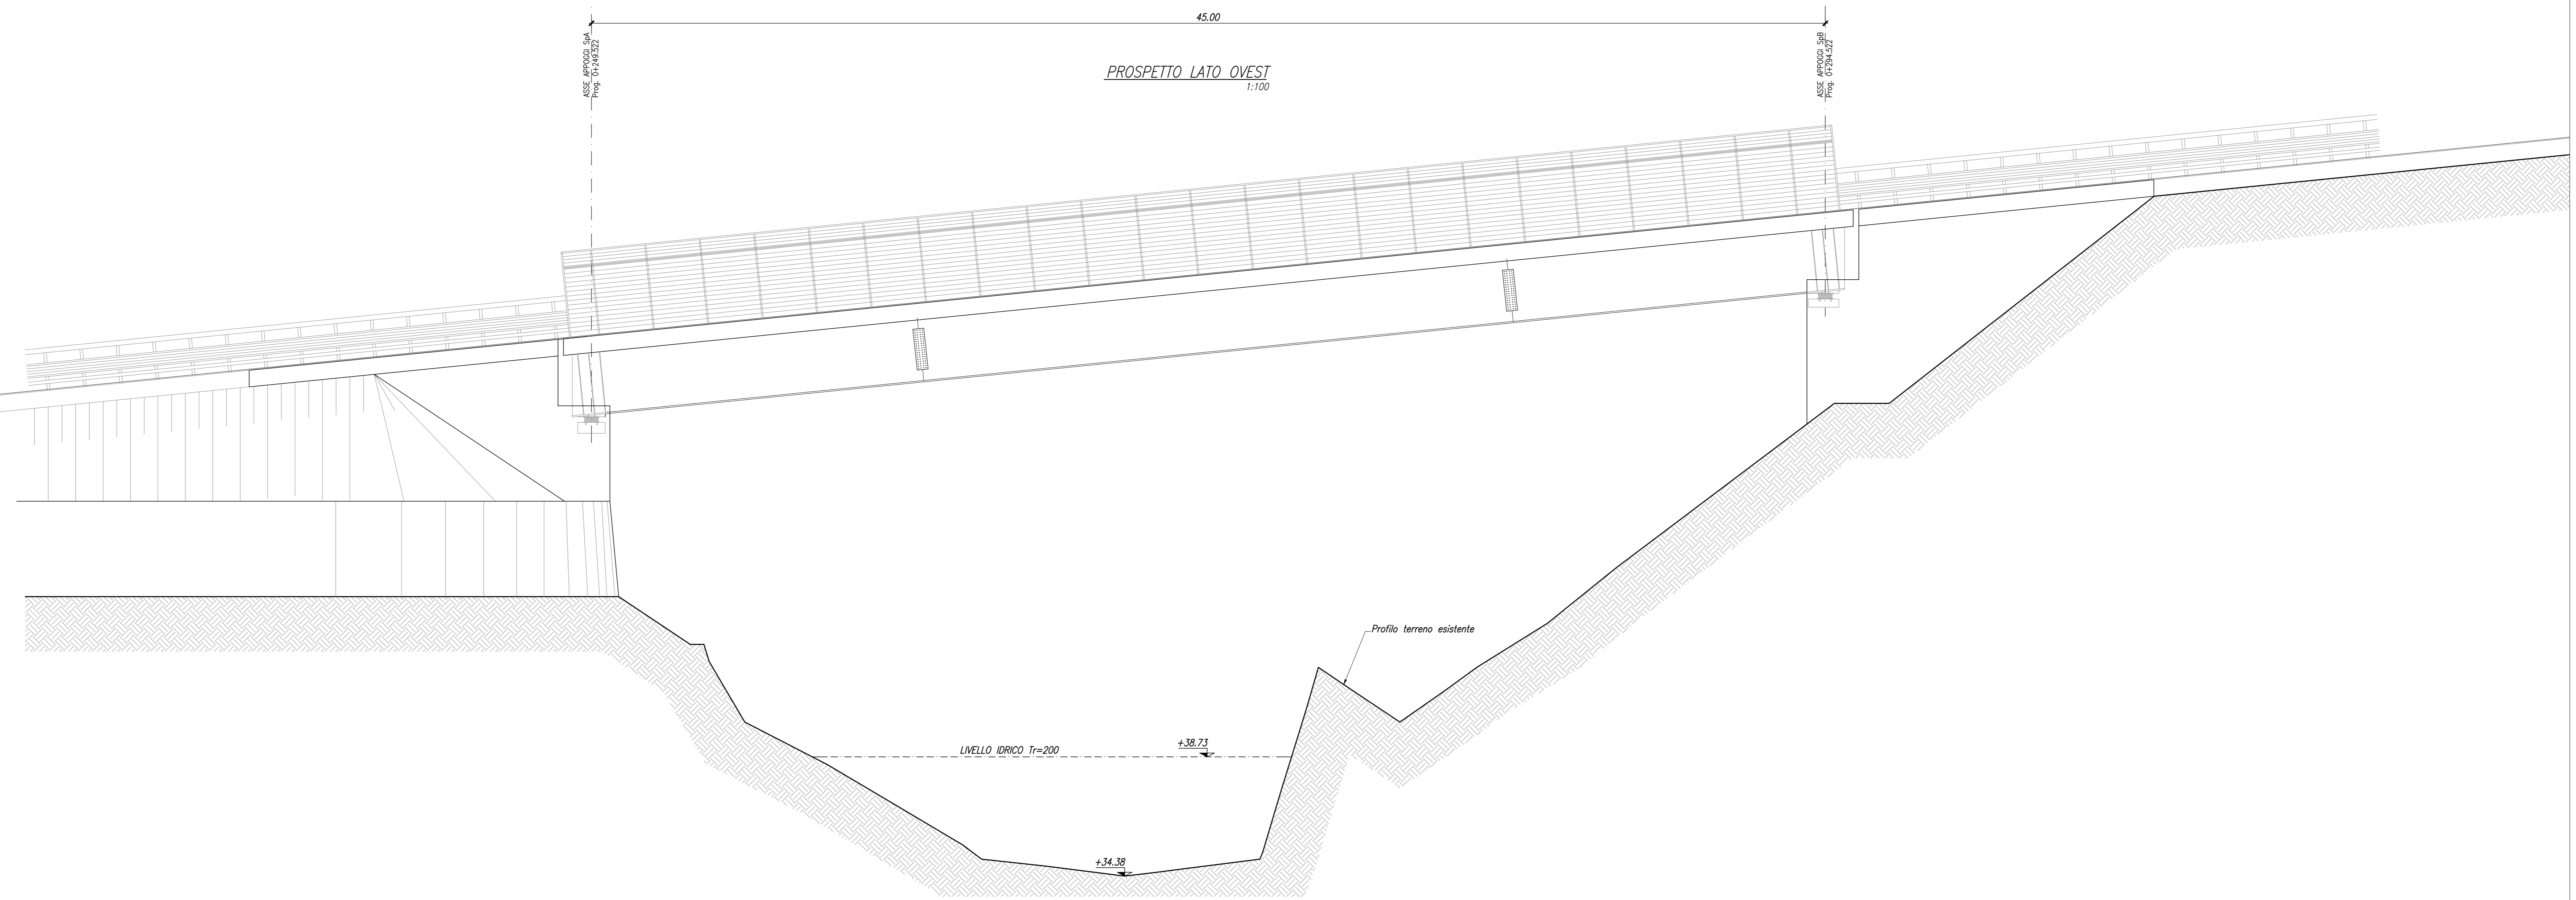 45.00
ASSE APPOGGI SpA
Prog. 0+249.522
ASSE APPOGGI SpB
Prog. 0+294.522
PROSPETTO LATO OVEST
1:100
Profilo terreno esistente
LIVELLO IDRICO Tr=200
+38.73
+34.38